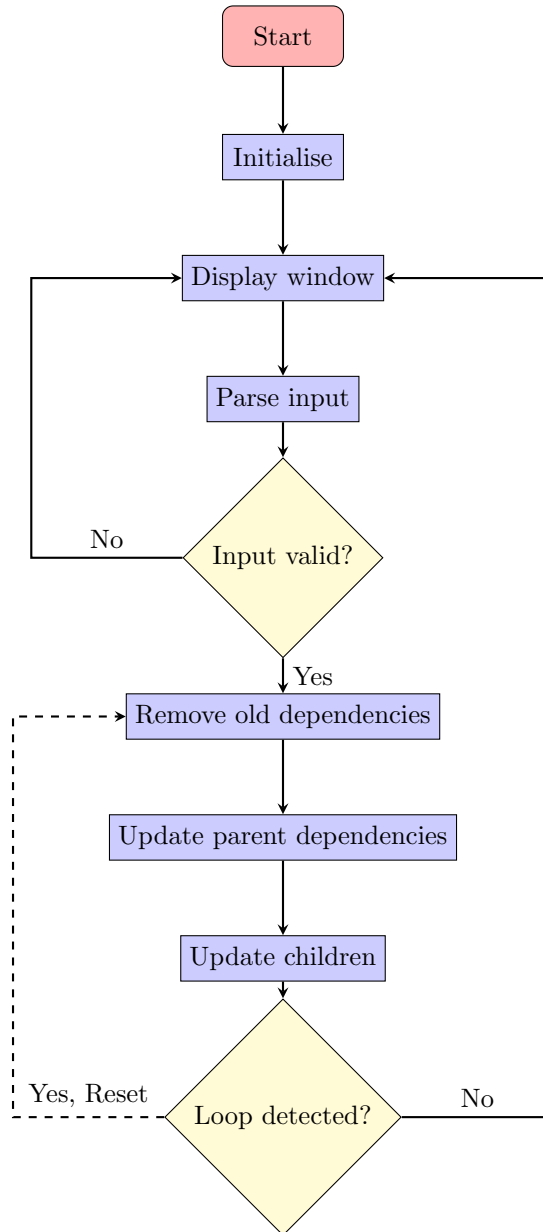 Start
Initialise
Display window
Parse input
Input valid?
No
Yes
Remove old dependencies
Update parent dependencies
Update children
Loop detected?
Yes, Reset
No